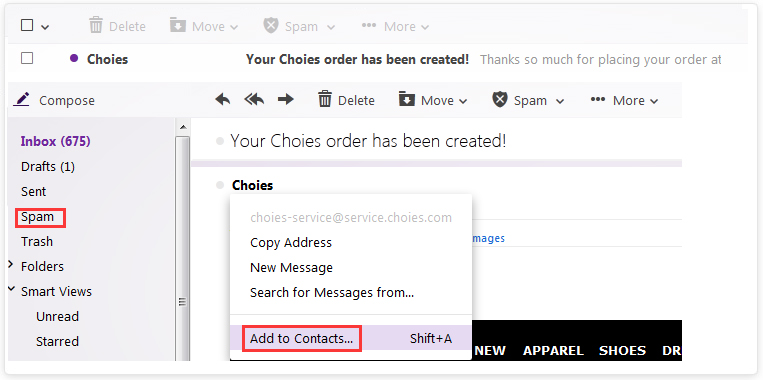 Delete Move Spam More
Choies Your Choies order has been created! Thanks so much for placing your order at
Compose Delete Move Spam More
Inbox (675)
Drafts (1)
Sent
Spam
Trash
Folders
Smart Views
Unread
Starred
Your Choies order has been created!
Choies
choies-service@service.choies.com
Copy Address
mages
New Message
Search for Messages from...
Add to Contacts... Shift+A
NEW APPAREL SHOES DR